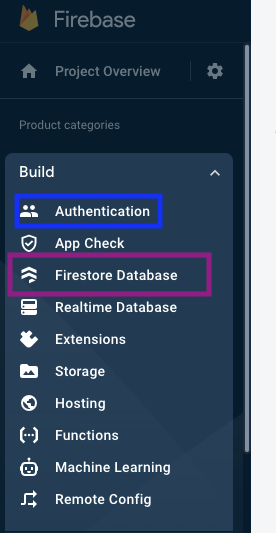 Firebase
Project Overview
Product categories
Build
Authentication
App Check
Firestore Database
Realtime Database
Extensions
Storage
Hosting
Functions
Machine Learning
Remote Config